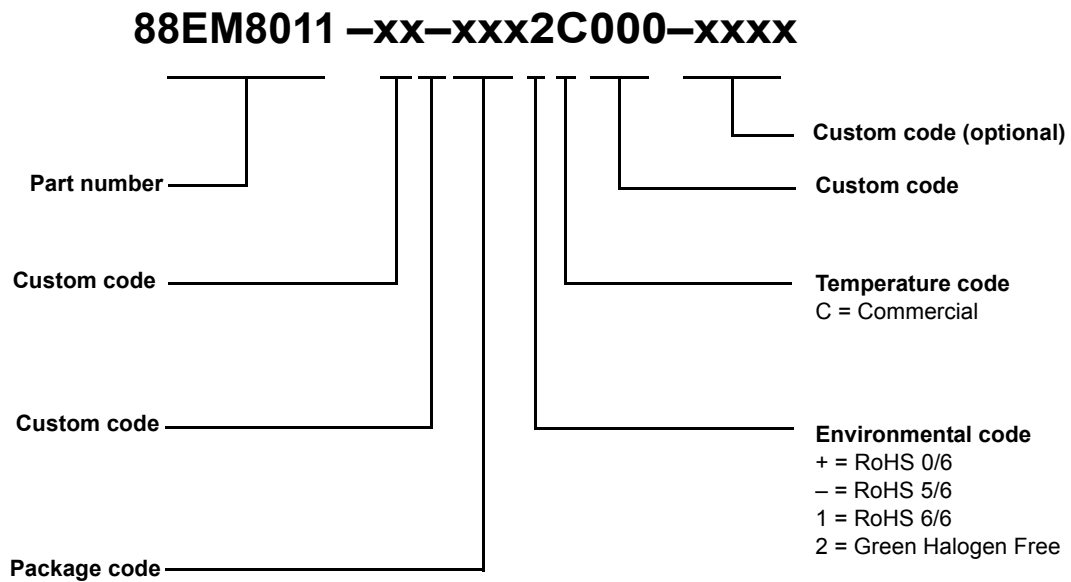 88EM8011 –xx–xxx2C000–xxxx
Custom code (optional)
Part number
Custom code
Custom code
Temperature code
C = Commercial
Custom code
Environmental code
+ = RoHS 0/6
– = RoHS 5/6
1 = RoHS 6/6
2 = Green Halogen Free
Package code